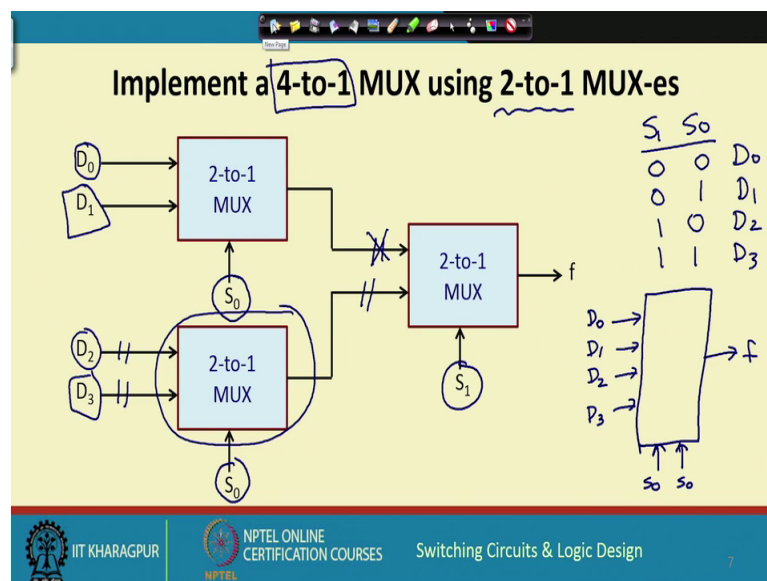 New Page
Implement a 4-to-1 MUX using 2-to-1 MUX-es
D0
D1
2-to-1
MUX
S0
D2
D3
2-to-1
MUX
S0
2-to-1
MUX
f
S1
S1 S0
0 0 D0
0 1 D1
1 0 D2
1 1 D3
D0
D1
D2
D3
f
S0 S0
IIT KHARAGPUR
NPTEL
NPTEL ONLINE
CERTIFICATION COURSES
Switching Circuits & Logic Design
7